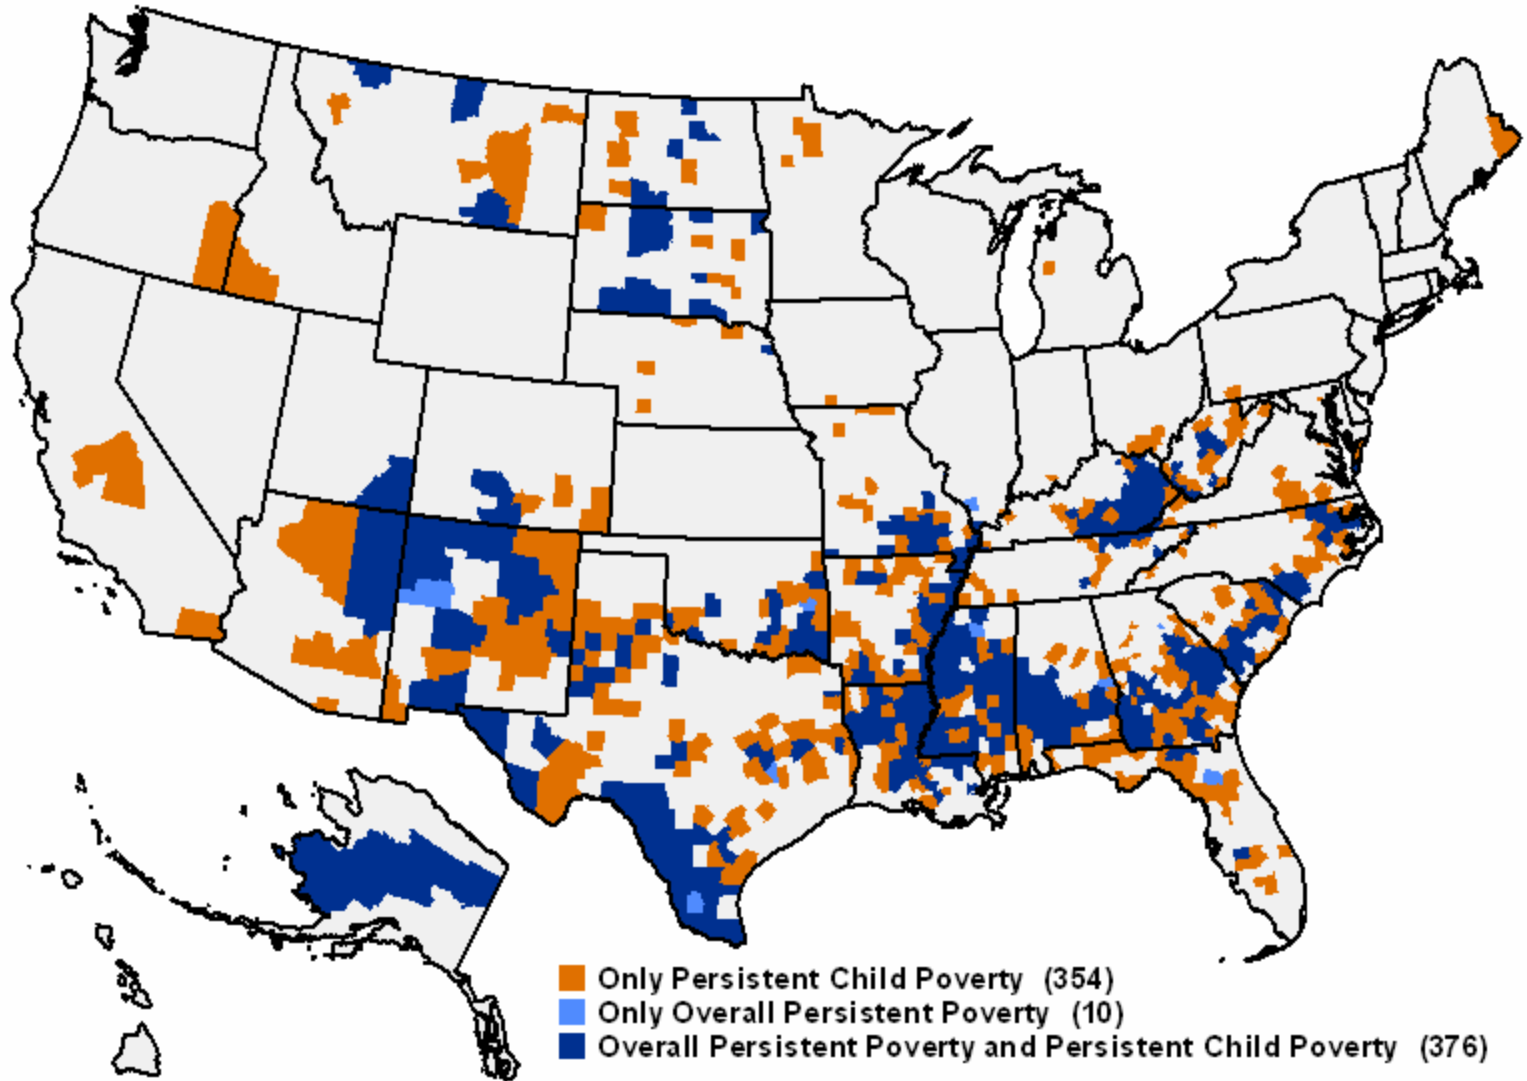 Only Persistent Child Poverty (354)
Only Overall Persistent Poverty (10)
Overall Persistent Poverty and Persistent Child Poverty (376)